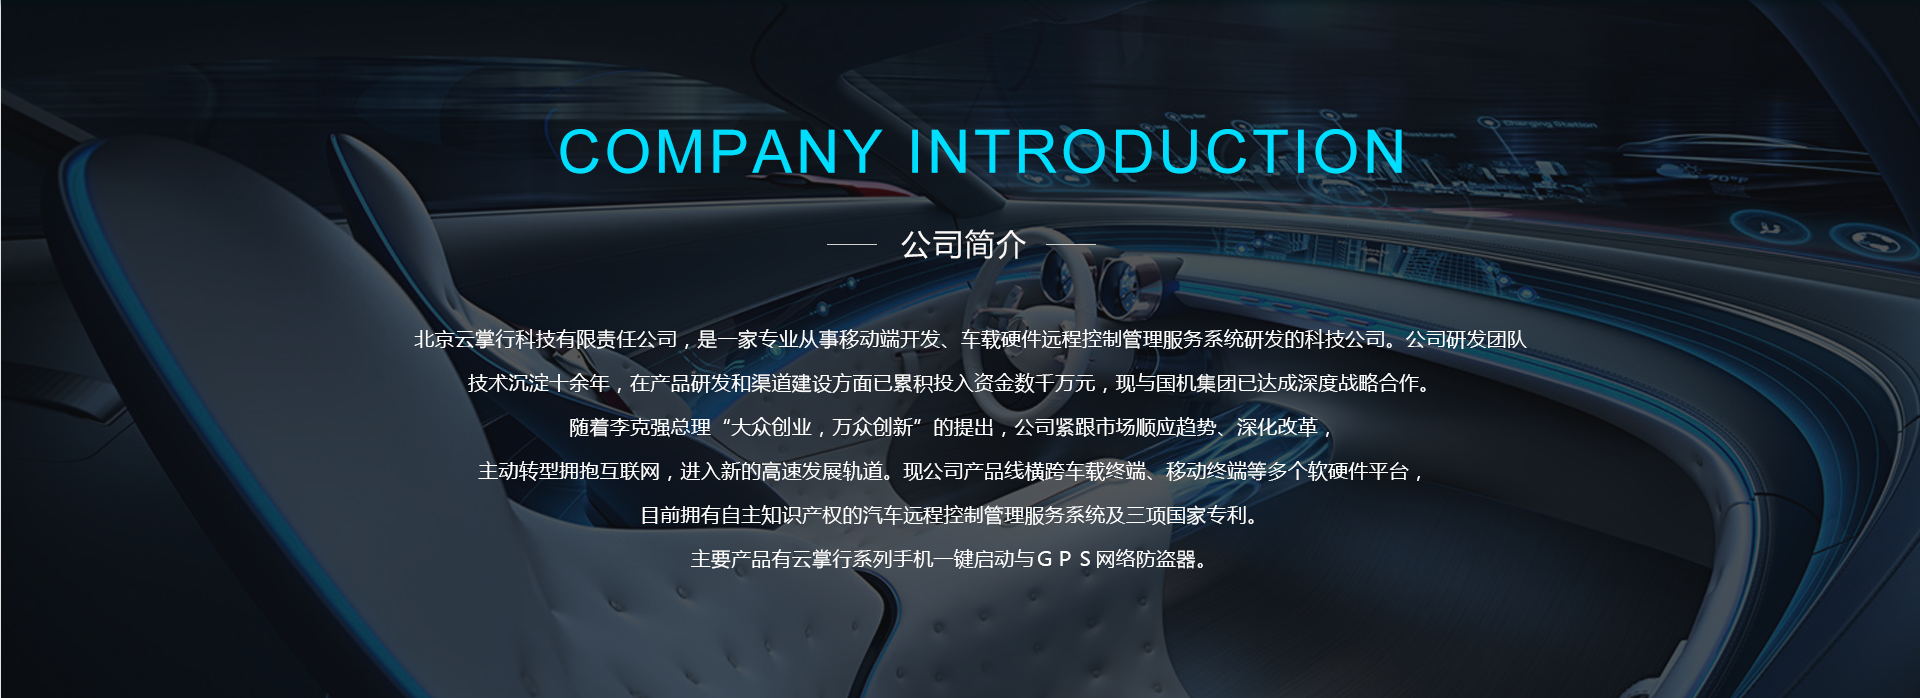 COMPANY INTRODUCTION
公司简介
北京云掌行科技有限责任公司，是一家专业从事移动端开发、车载硬件远程控制管理服务系统研发的科技公司。公司研发团队
技术沉淀十余年，在产品研发和渠道建设方面已累积投入资金数千万元，现与国机集团已达成深度战略合作。
随着李克强总理“大众创业，万众创新”的提出，公司紧跟市场顺应趋势、深化改革，
主动转型拥抱互联网，进入新的高速发展轨道。现公司产品线横跨车载终端、移动终端等多个软硬件平台，
目前拥有自主知识产权的汽车远程控制管理服务系统及三项国家专利。
主要产品有云掌行系列手机一键启动与ＧＰＳ网络防盗器。
Charging Station
70°F